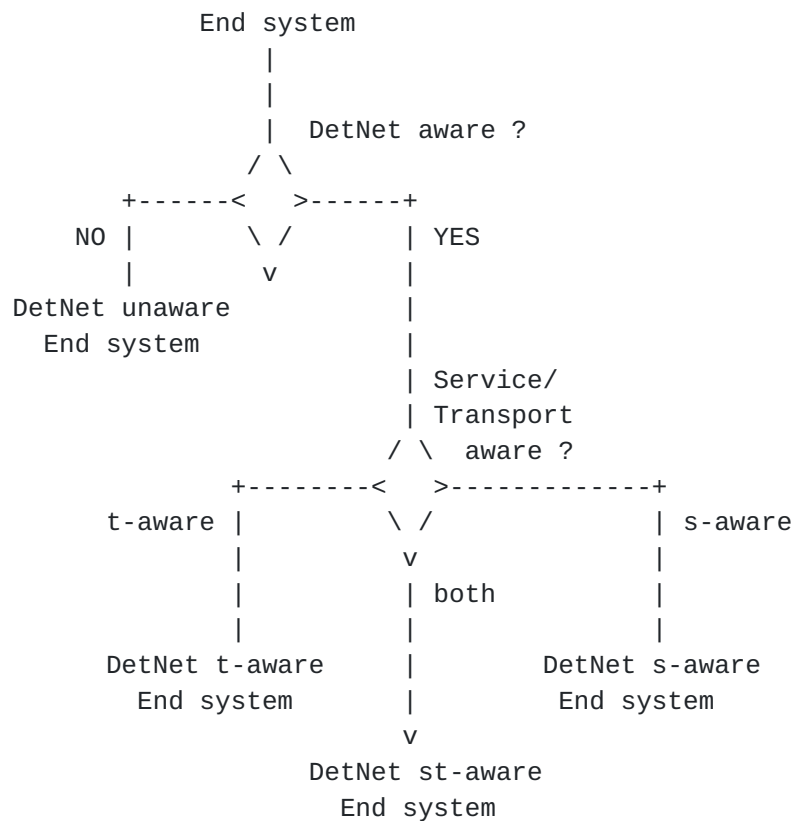 End system
DetNet aware ?
NO
YES
DetNet unaware
End system
Service/
Transport
aware ?
t-aware
s-aware
both
DetNet t-aware
End system
DetNet s-aware
End system
DetNet st-aware
End system